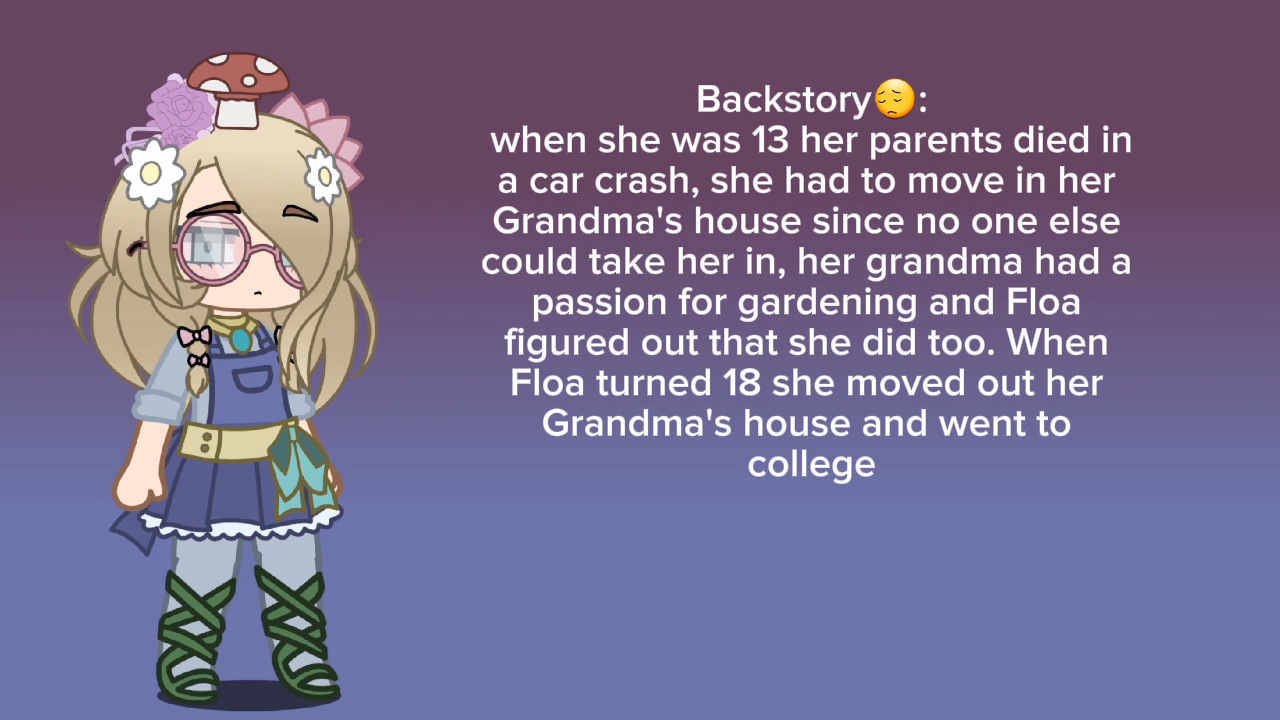 Backstory😔:
when she was 13 her parents died in
a car crash, she had to move in her
Grandma's house since no one else
could take her in, her grandma had a
passion for gardening and Floa
figured out that she did too. When
Floa turned 18 she moved out her
Grandma's house and went to
college